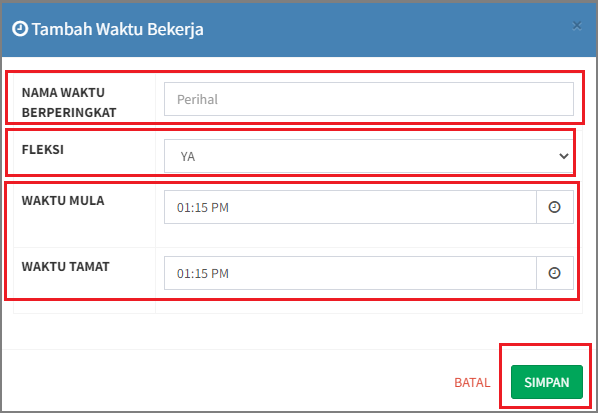 Tambah Waktu Bekerja ×
NAMA WAKTU
BERPERINGKAT
Perihal
FLEKSI
YA
WAKTU MULA
01:15 PM
WAKTU TAMAT
01:15 PM
BATAL
SIMPAN